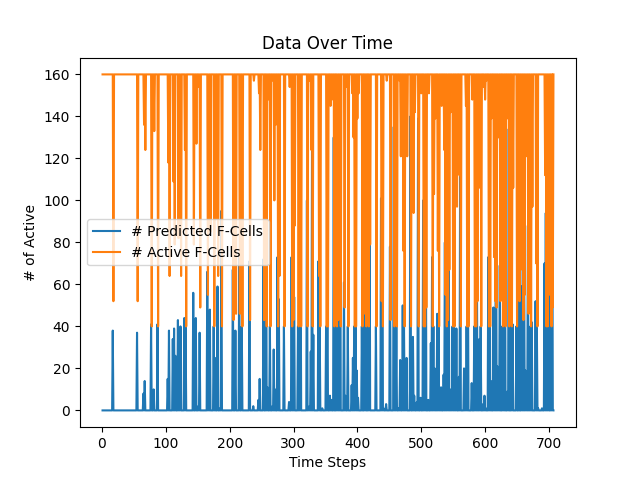 Data Over Time
160
140
120
100
80
60
40
20
0
# of Active
# Predicted F-Cells
# Active F-Cells
0 100 200 300 400 500 600 700
Time Steps